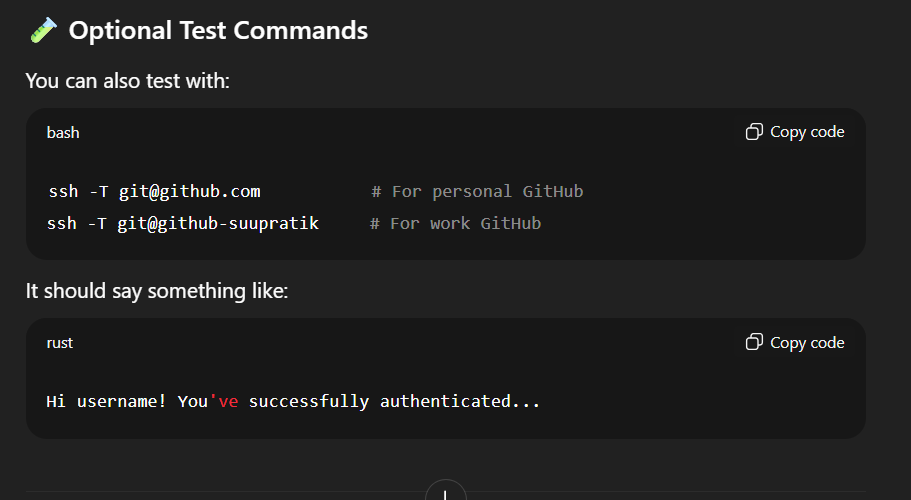 Optional Test Commands
You can also test with:
bash
Copy code
ssh -T git@github.com # For personal GitHub
ssh -T git@github-suupratik # For work GitHub
It should say something like:
rust
Copy code
Hi username! You've successfully authenticated...